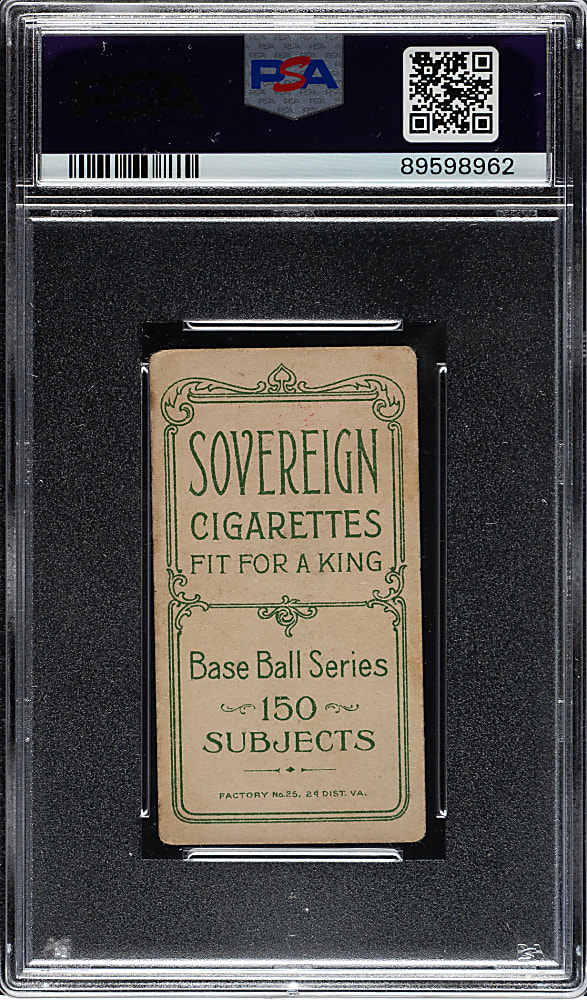 PSA
89598962
SOVEREIGN
CIGARETTES
FIT FOR A KING
Base Ball Series
150
SUBJECTS
FACTORY No.25, 2d DIST. VA.